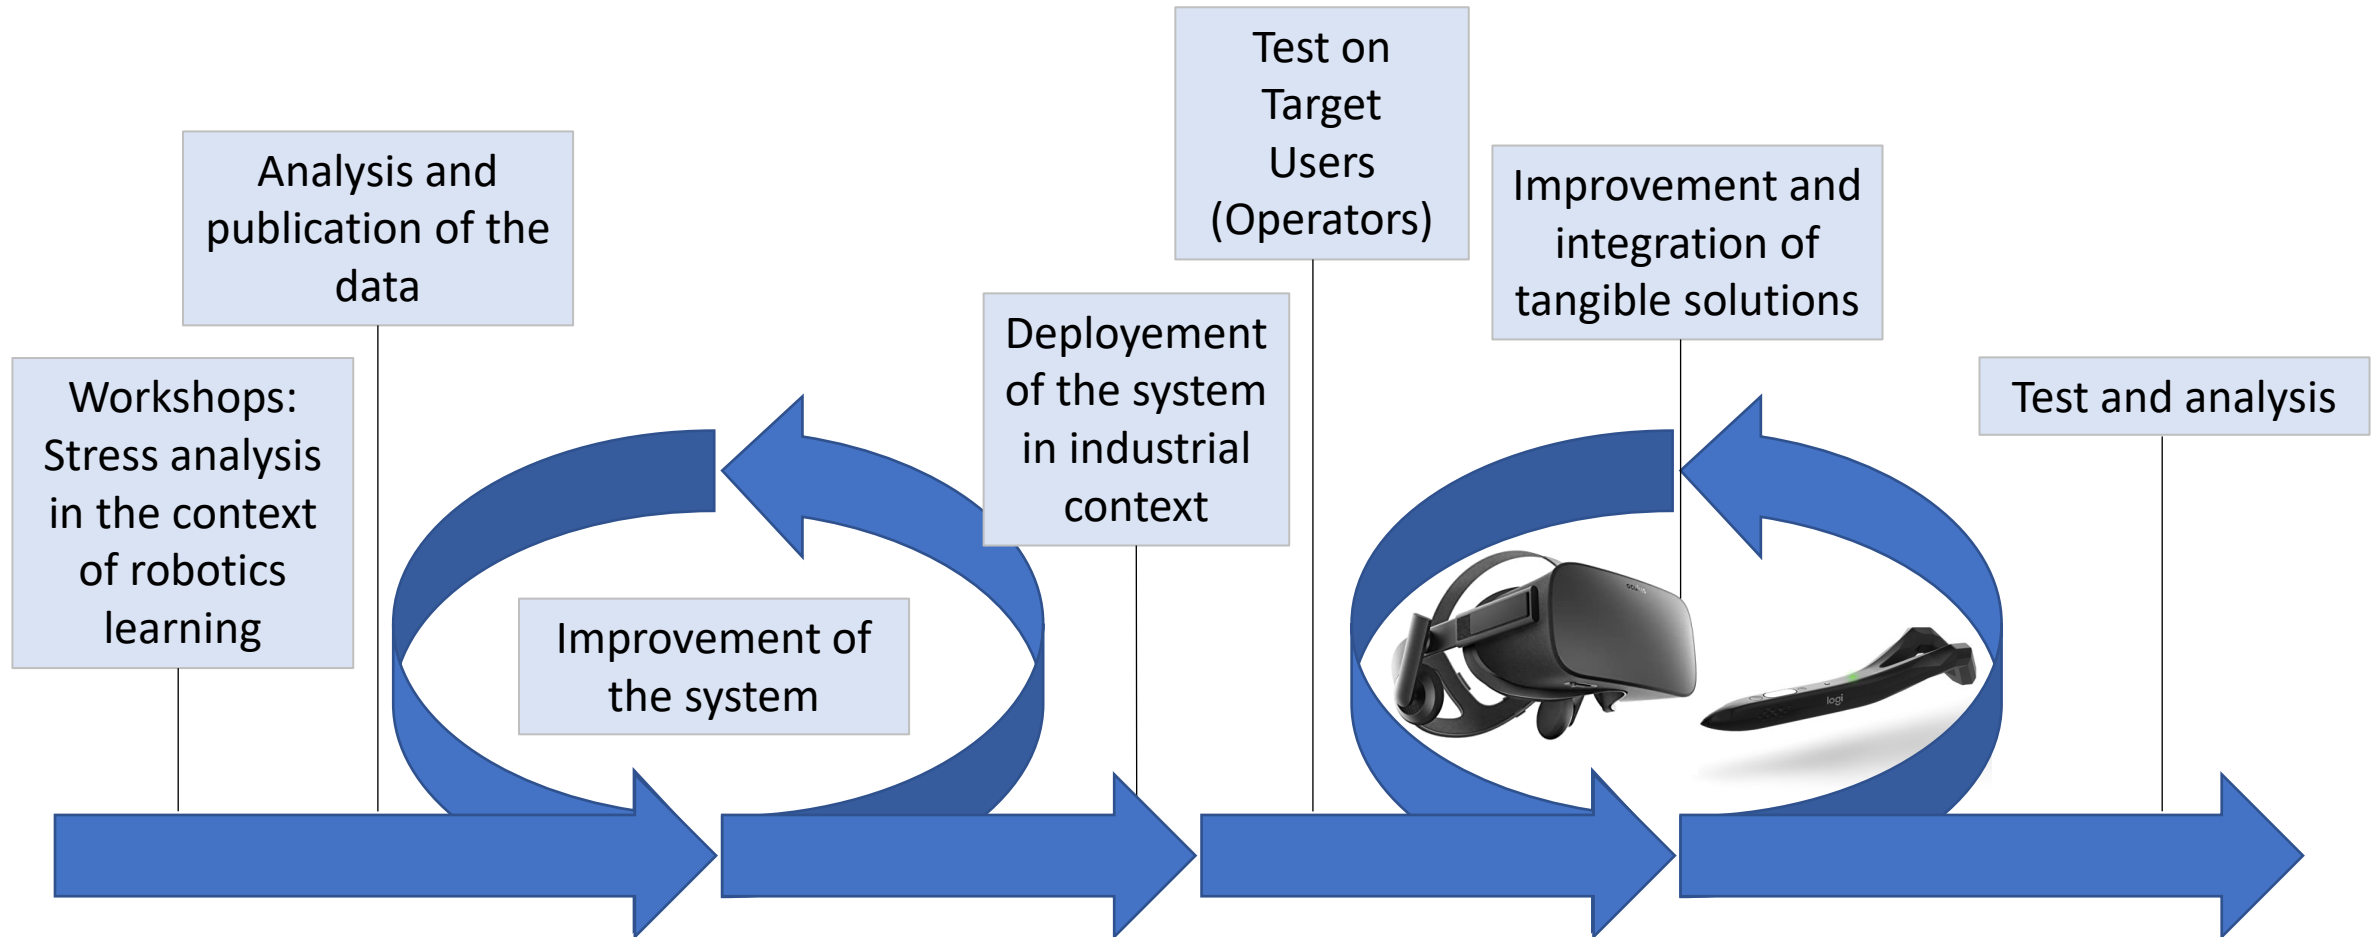 Workshops:
Stress analysis
in the context
of robotics
learning
Analysis and
publication of the
data
Improvement of
the system
Deployement
of the system
in industrial
context
Test on
Target
Users
(Operators)
Improvement and
integration of
tangible solutions
oculus
logi
Test and analysis